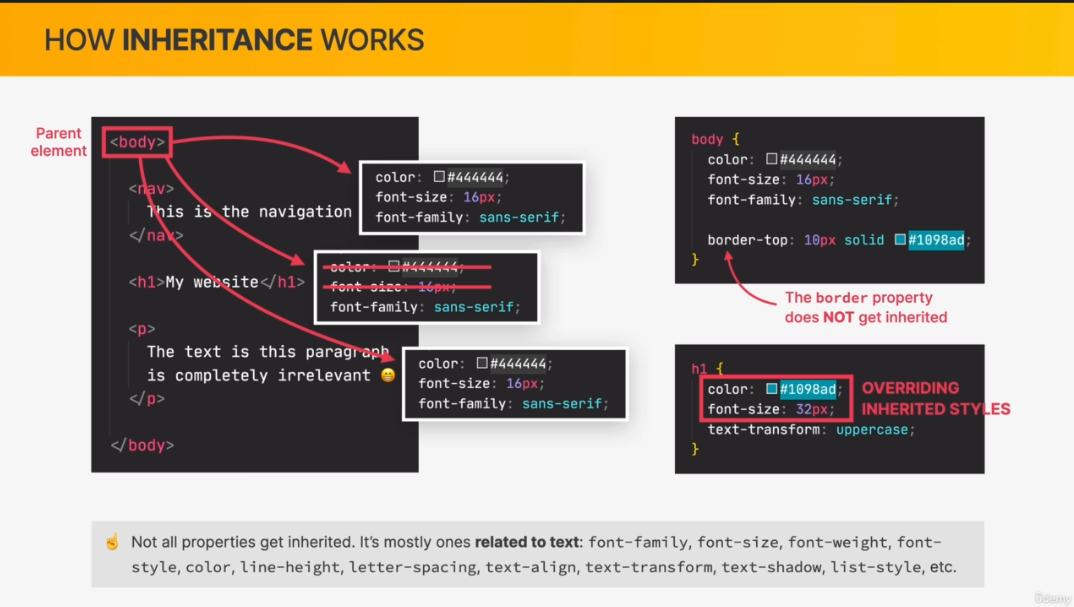 HOW INHERITANCE WORKS
Parent
element
<body>
<nav>
This is the navigation
</nav>
<h1>My website</h1>
<p>
The text is this paragraph
is completely irrelevant 😁
</p>
</body>
color: #444444;
font-size: 16px;
font-family: sans-serif;
color: #444444;
font-size: 16px;
font-family: sans-serif;
color: #444444;
font-size: 16px;
font-family: sans-serif;
body {
color: #444444;
font-size: 16px;
font-family: sans-serif;
border-top: 10px solid #1098ad;
}
The border property
does NOT get inherited
h1 {
color: #1098ad;
font-size: 32px;
text-transform: uppercase;
}
OVERRIDING
INHERITED STYLES
☝️ Not all properties get inherited. It's mostly ones related to text: font-family, font-size, font-weight, font-
style, color, line-height, letter-spacing, text-align, text-transform, text-shadow, list-style, etc.
ûdemy